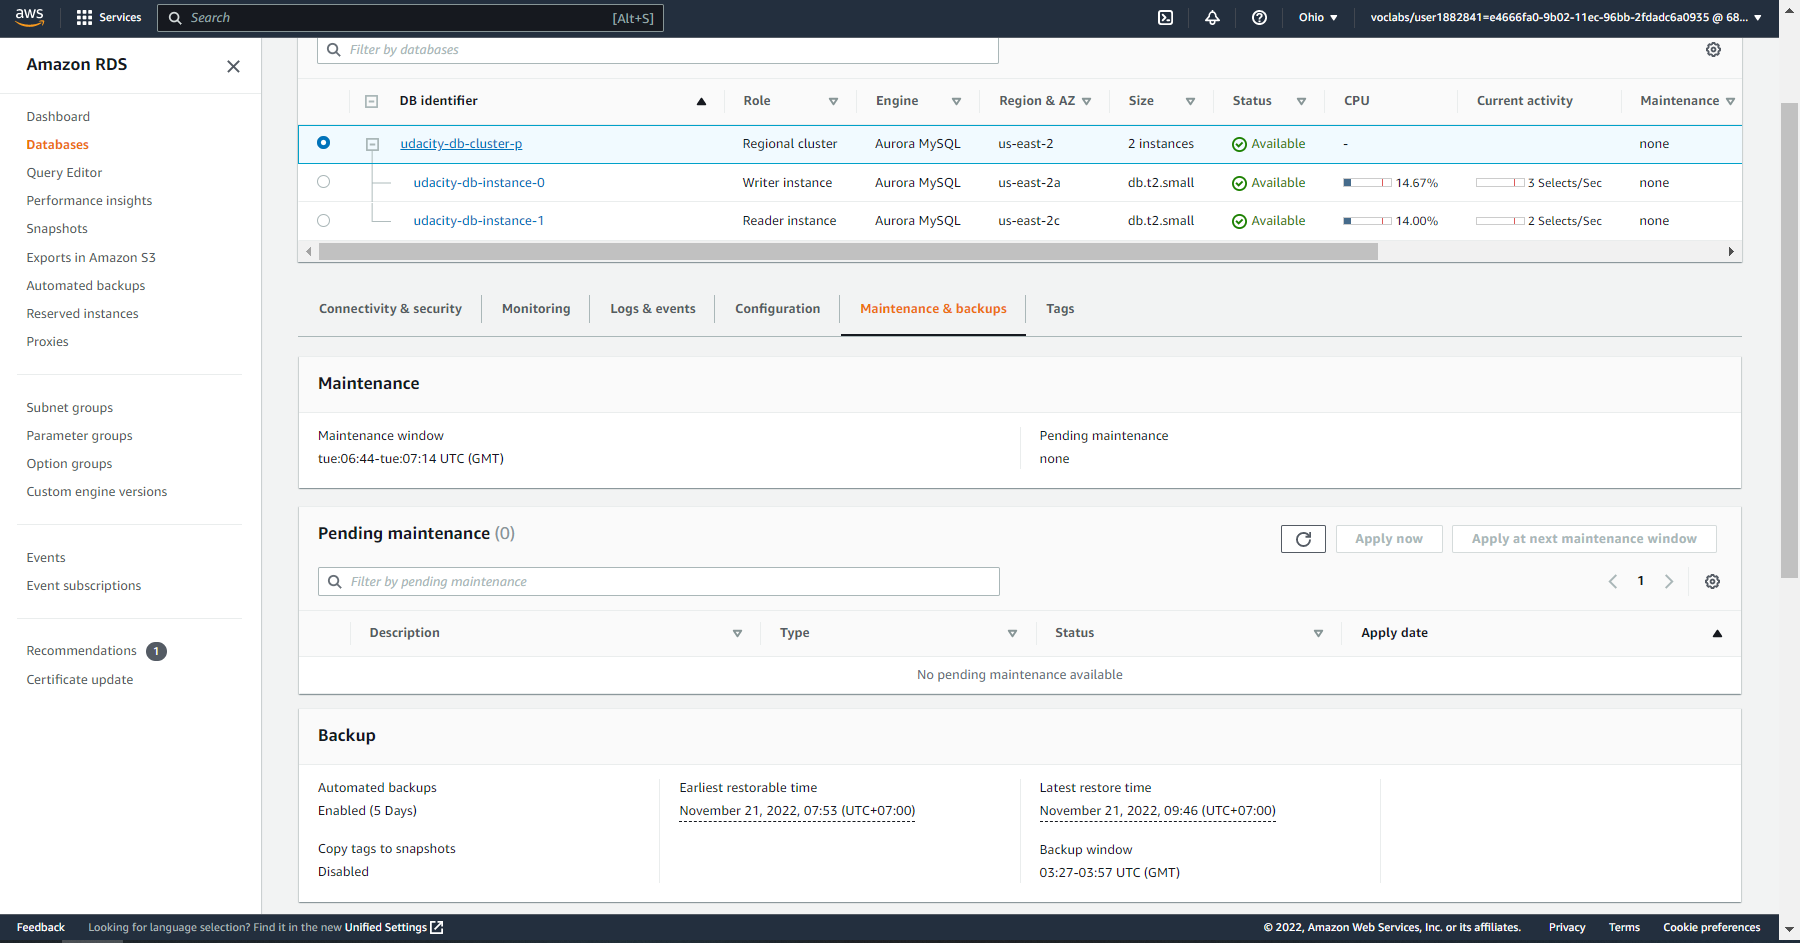 aws Services Search [Alt+S] Ohio ▼ voclabs/user1882841=e4666fa0-9b02-11ec-96bb-2fdadc6a0935 @ 68... ▼
Amazon RDS
Dashboard
Databases
Query Editor
Performance insights
Snapshots
Exports in Amazon S3
Automated backups
Reserved instances
Proxies
Subnet groups
Parameter groups
Option groups
Custom engine versions
Events
Event subscriptions
Recommendations 1
Certificate update
Filter by databases
DB identifier Role Engine Region & AZ Size Status CPU Current activity Maintenance
udacity-db-cluster-p Regional cluster Aurora MySQL us-east-2 2 instances Available - none
udacity-db-instance-0 Writer instance Aurora MySQL us-east-2a db.t2.small Available 14.67% 3 Selects/Sec none
udacity-db-instance-1 Reader instance Aurora MySQL us-east-2c db.t2.small Available 14.00% 2 Selects/Sec none
Connectivity & security Monitoring Logs & events Configuration Maintenance & backups Tags
Maintenance
Maintenance window
tue:06:44-tue:07:14 UTC (GMT)
Pending maintenance
none
Pending maintenance (0)
Apply now Apply at next maintenance window
Filter by pending maintenance
1
Description Type Status Apply date
No pending maintenance available
Backup
Automated backups
Enabled (5 Days)
Copy tags to snapshots
Disabled
Earliest restorable time
November 21, 2022, 07:53 (UTC+07:00)
Latest restore time
November 21, 2022, 09:46 (UTC+07:00)
Backup window
03:27-03:57 UTC (GMT)
Feedback Looking for language selection? Find it in the new Unified Settings © 2022, Amazon Web Services, Inc. or its affiliates. Privacy Terms Cookie preferences